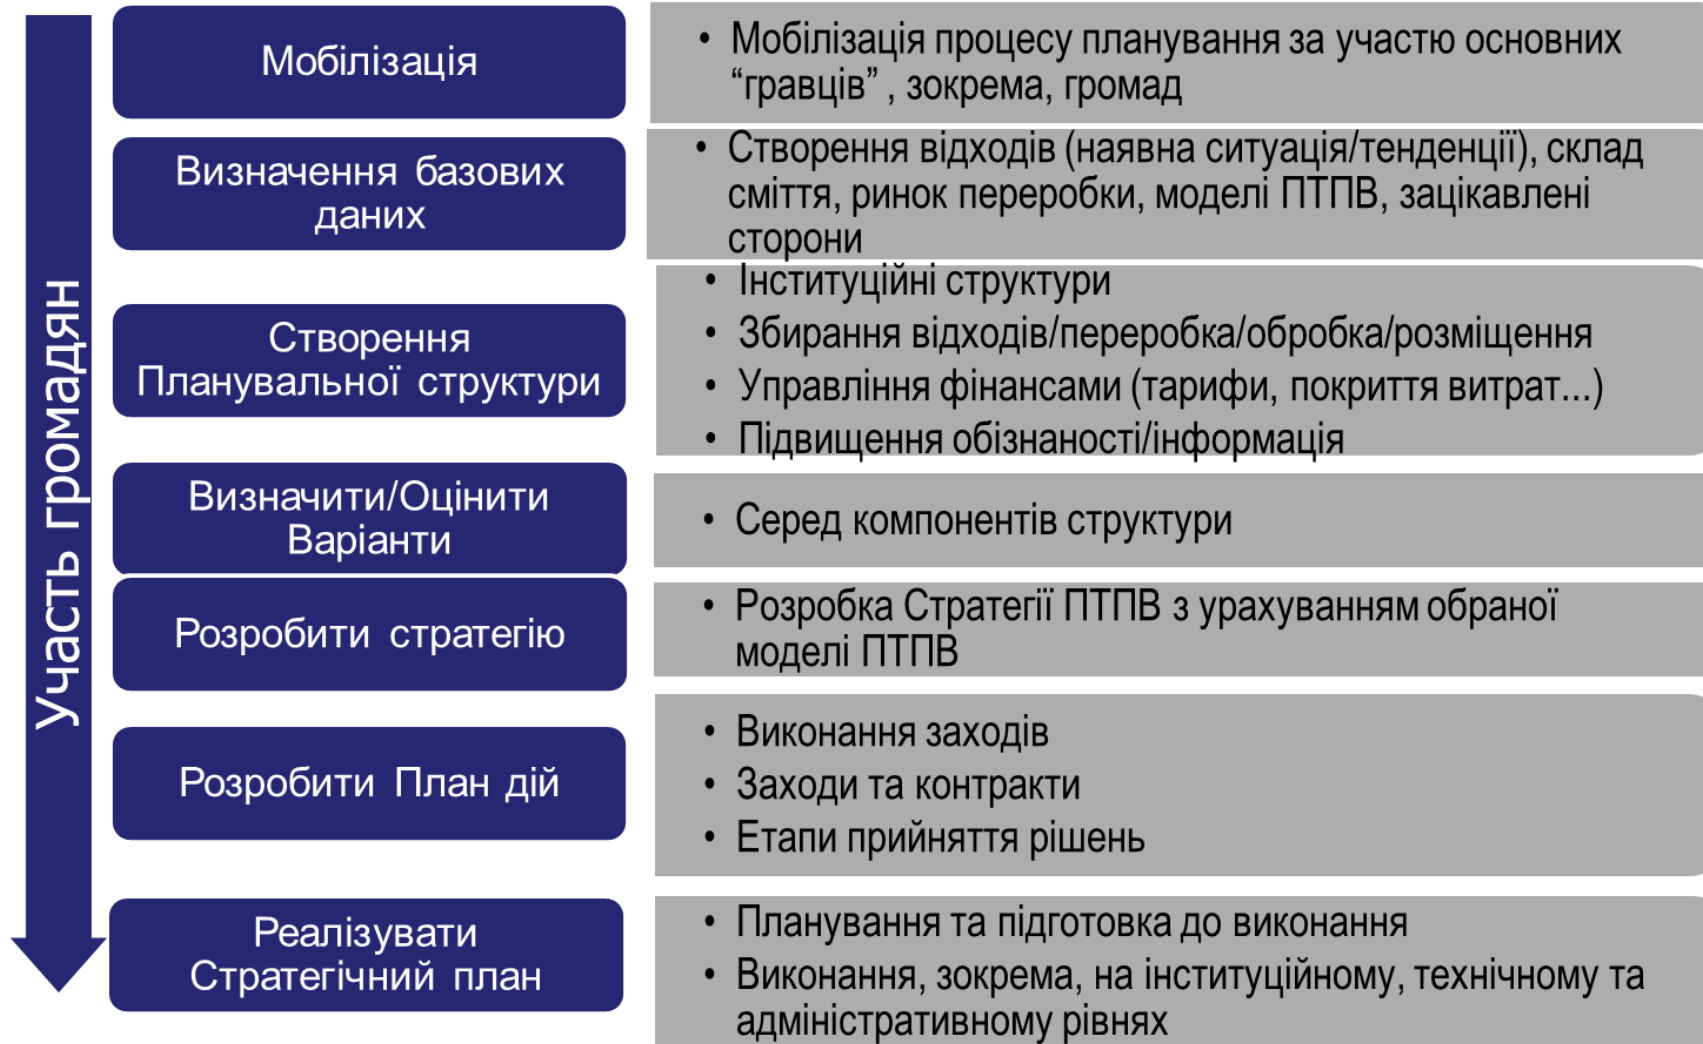 Участь громадян
Мобілізація
• Мобілізація процесу планування за участю основних
“гравців” , зокрема, громад
Визначення базових
даних
• Створення відходів (наявна ситуація/тенденції), склад
сміття, ринок переробки, моделі ПТПВ, зацікавлені
сторони
Створення
Планувальної структури
• Інституційні структури
• Збирання відходів/переробка/обробка/розміщення
• Управління фінансами (тарифи, покриття витрат...)
• Підвищення обізнаності/інформація
Визначити/Оцінити
Варіанти
• Серед компонентів структури
Розробити стратегію
• Розробка Стратегії ПТПВ з урахуванням обраної
моделі ПТПВ
Розробити План дій
• Виконання заходів
• Заходи та контракти
• Етапи прийняття рішень
Реалізувати
Стратегічний план
• Планування та підготовка до виконання
• Виконання, зокрема, на інституційному, технічному та
адміністративному рівнях